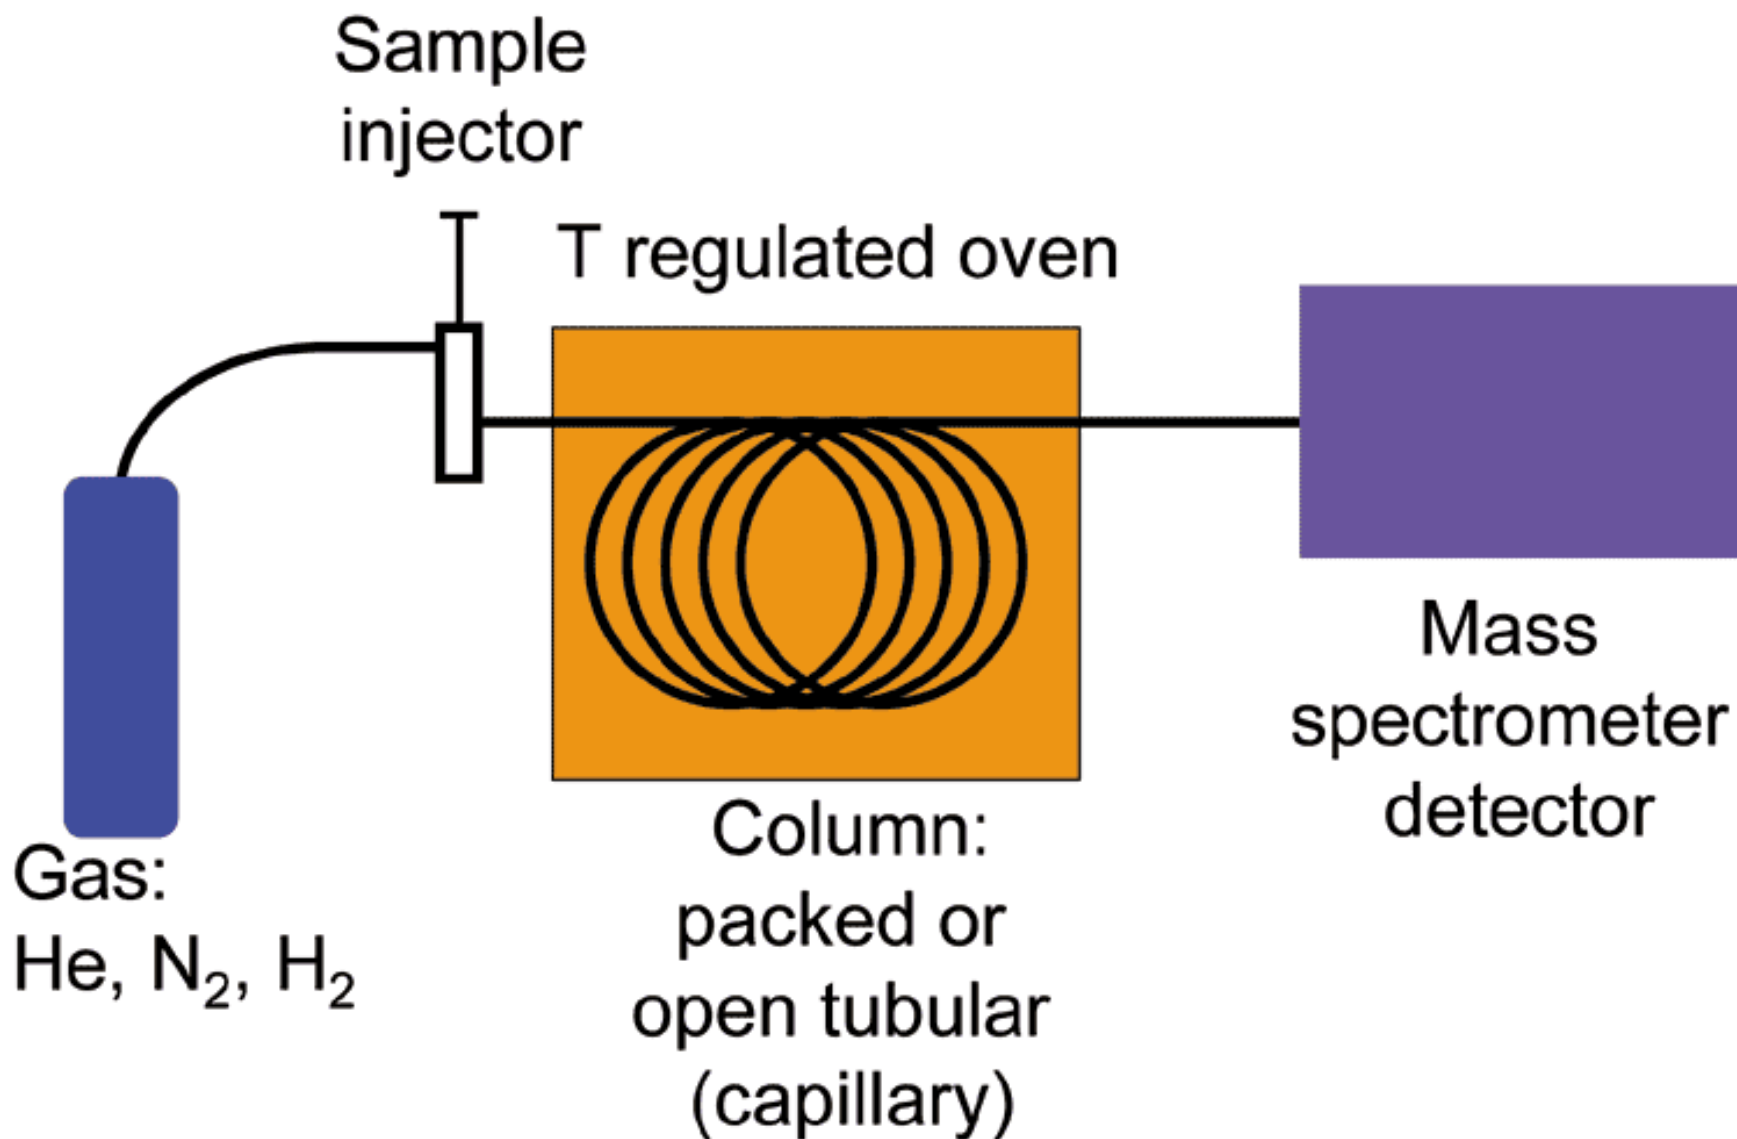 Sample
injector
T regulated oven
Gas:
He, N₂, H₂
Column:
packed or
open tubular
(capillary)
Mass
spectrometer
detector